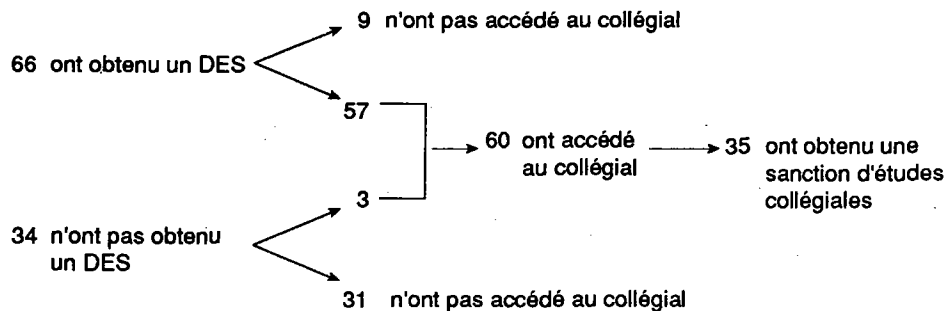 9 n'ont pas accédé au collégial
66 ont obtenu un DES
57
60 ont accédé
au collégial
35 ont obtenu une
sanction d'études
collégiales
3
34 n'ont pas obtenu
un DES
31 n'ont pas accédé au collégial